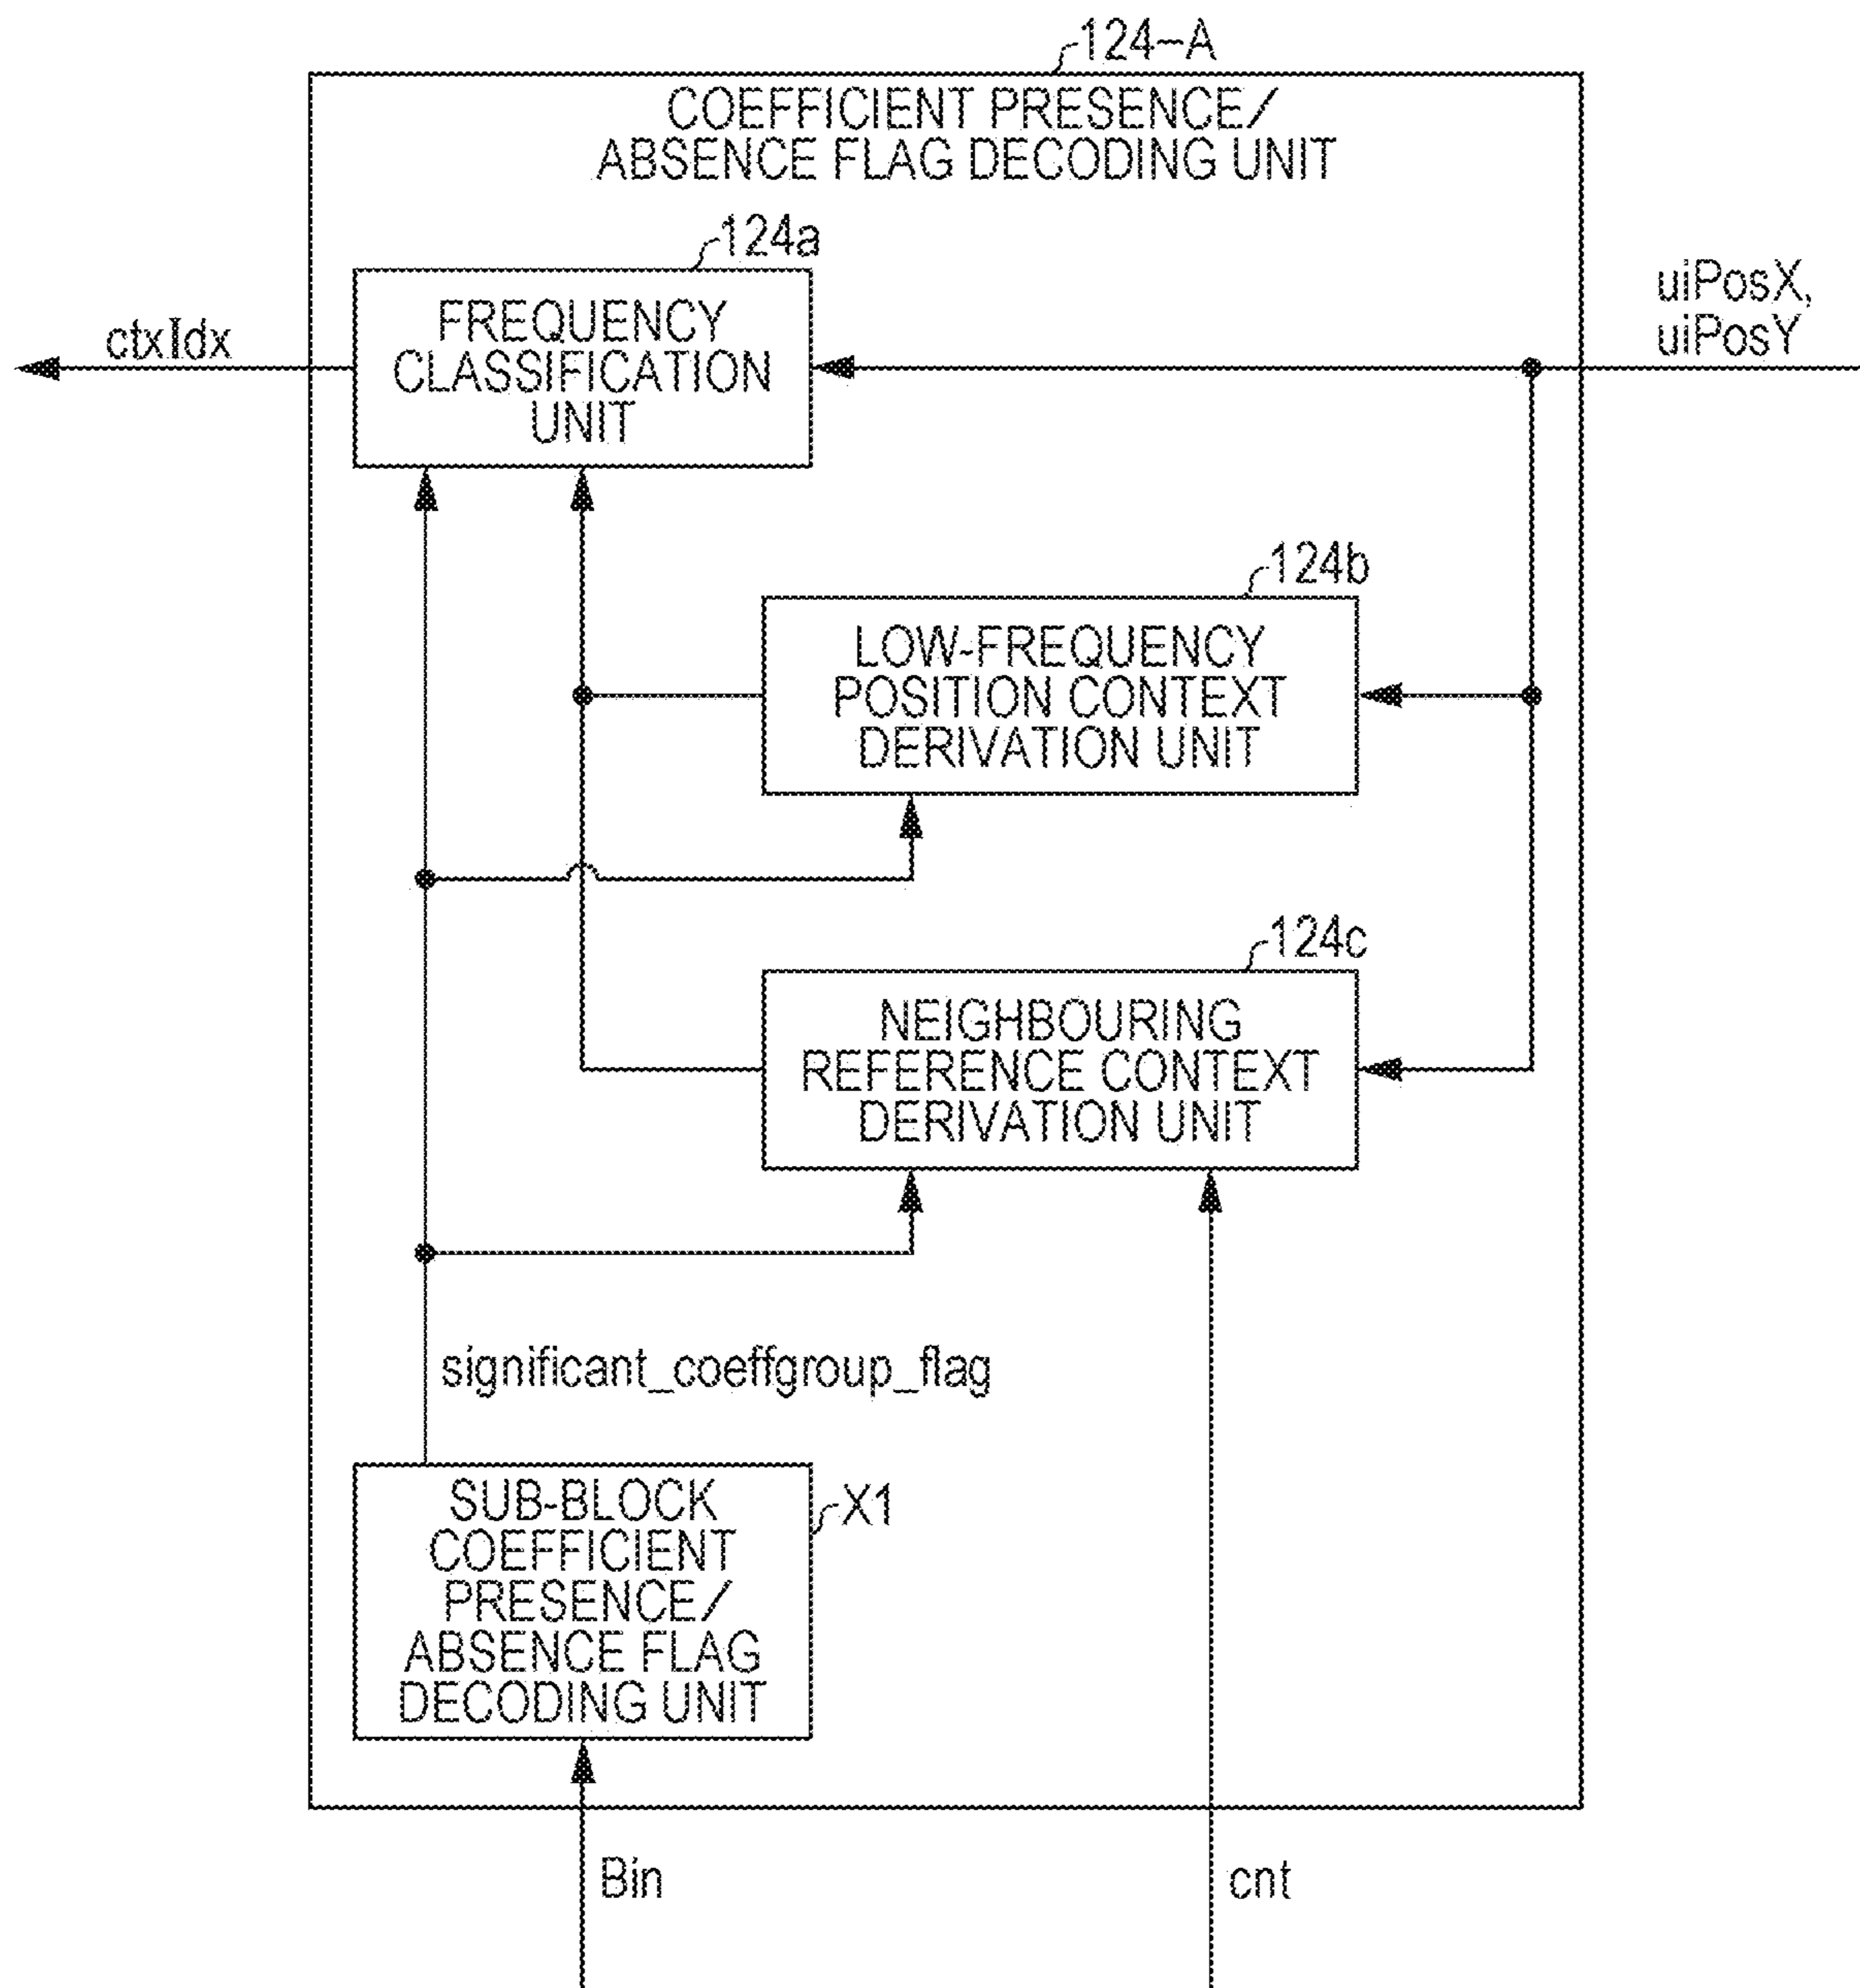 124-A
COEFFICIENT PRESENCE/
ABSENCE FLAG DECODING UNIT
124a
FREQUENCY
CLASSIFICATION
UNIT
ctxIdx
uiPosX,
uiPosY
124b
LOW-FREQUENCY
POSITION CONTEXT
DERIVATION UNIT
124c
NEIGHBOURING
REFERENCE CONTEXT
DERIVATION UNIT
significant_coeffgroup_flag
SUB-BLOCK
COEFFICIENT
PRESENCE/
ABSENCE FLAG
DECODING UNIT
X1
Bin
cnt